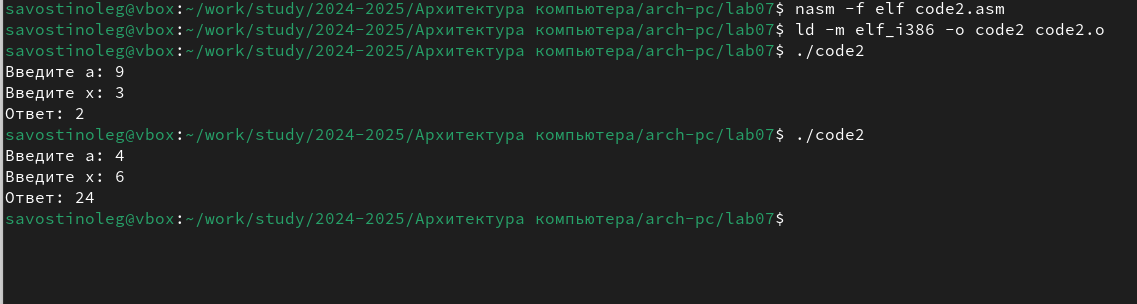 savostinoleg@vbox:~/work/study/2024-2025/Архитектура компьютера/arch-pc/lab07$ nasm -f elf code2.asm
savostinoleg@vbox:~/work/study/2024-2025/Архитектура компьютера/arch-pc/lab07$ ld -m elf_i386 -o code2 code2.o
savostinoleg@vbox:~/work/study/2024-2025/Архитектура компьютера/arch-pc/lab07$ ./code2
Введите а: 9
Введите х: 3
Ответ: 2
savostinoleg@vbox:~/work/study/2024-2025/Архитектура компьютера/arch-pc/lab07$ ./code2
Введите а: 4
Введите х: 6
Ответ: 24
savostinoleg@vbox:~/work/study/2024-2025/Архитектура компьютера/arch-pc/lab07$